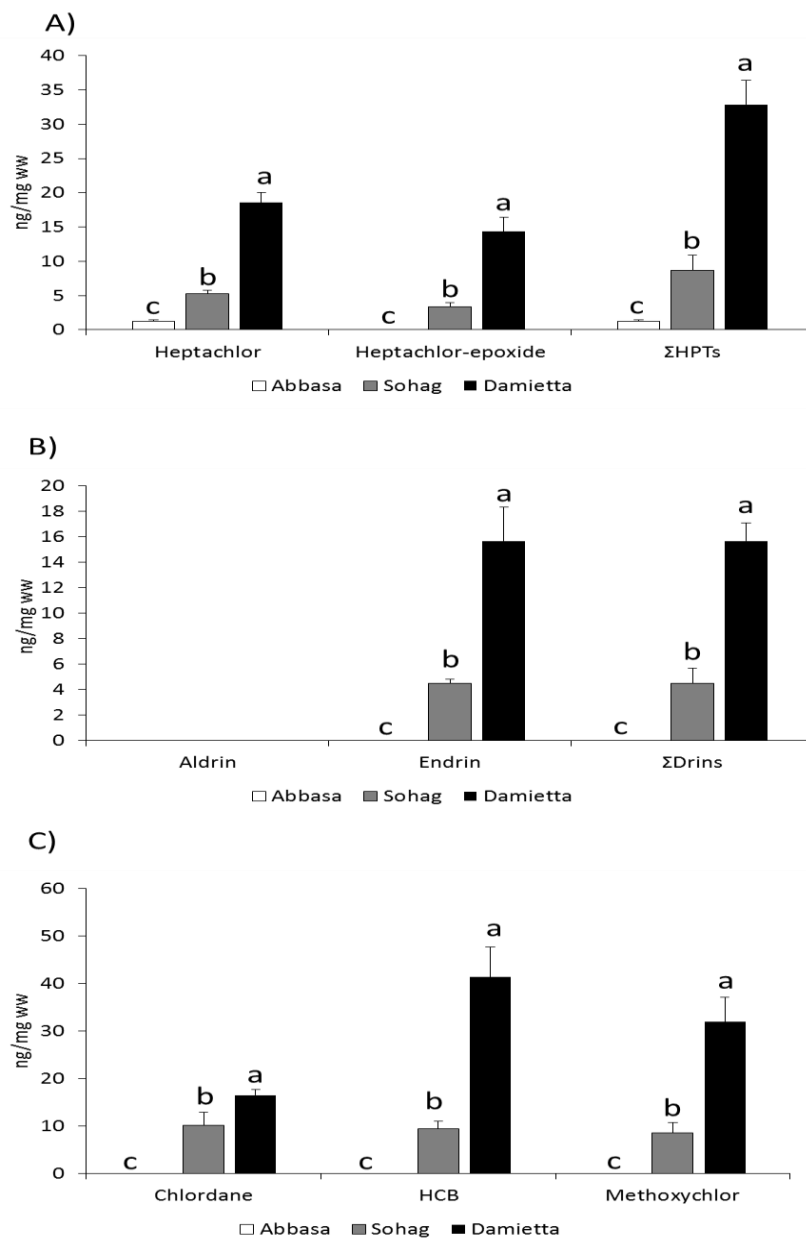 A)
40
35
30
25
20
15
10
5
0
ng/mg ww
c b a
c b a
c b a
Heptachlor Heptachlor-epoxide ΣHPTs
Abbasa Sohag Damietta
B)
20
18
16
14
12
10
8
6
4
2
0
ng/mg ww
c b a
c b a
Aldrin Endrin ΣDrins
Abbasa Sohag Damietta
C)
60
50
40
30
20
10
0
ng/mg ww
c b a
c b a
c b a
Chlordane HCB Methoxychlor
Abbasa Sohag Damietta